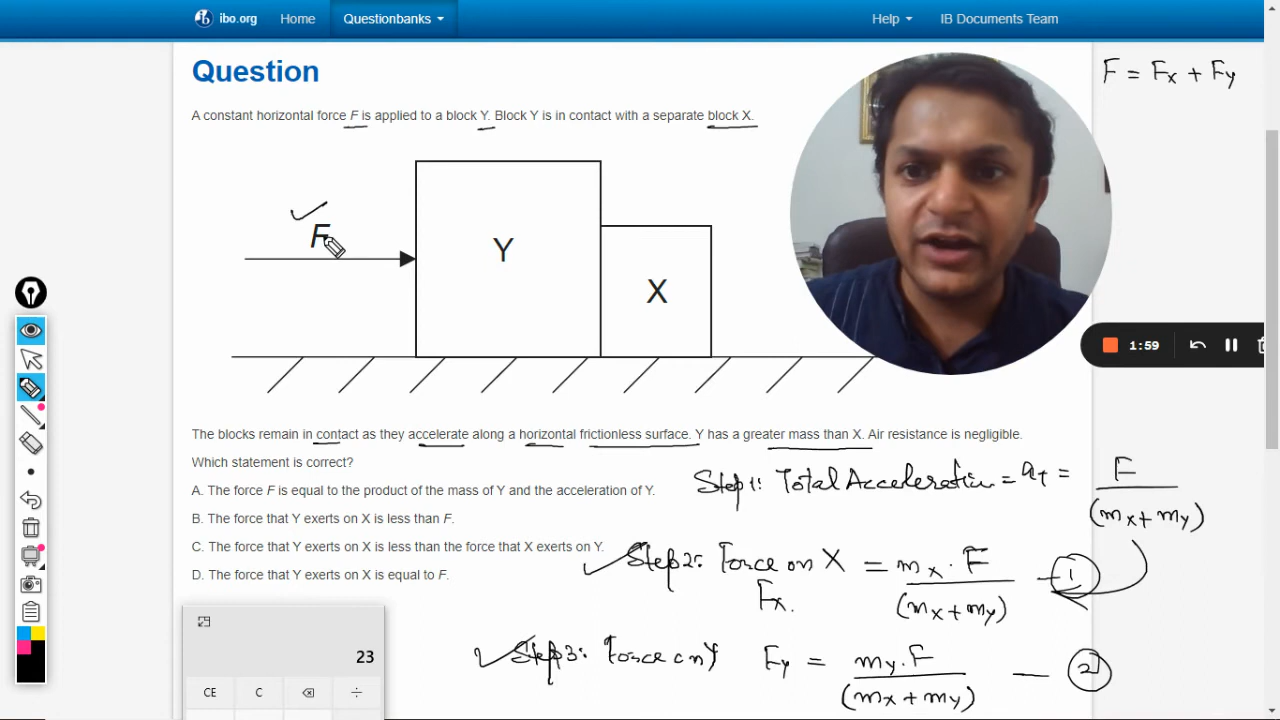 ibo.org Home Questionbanks Help IB Documents Team
Question
F = Fx + Fy
A constant horizontal force F is applied to a block Y. Block Y is in contact with a separate block X.
F
Y
X
1:59
The blocks remain in contact as they accelerate along a horizontal frictionless surface. Y has a greater mass than X. Air resistance is negligible.
Which statement is correct?
A. The force F is equal to the product of the mass of Y and the acceleration of Y.
B. The force that Y exerts on X is less than F.
C. The force that Y exerts on X is less than the force that X exerts on Y.
D. The force that Y exerts on X is equal to F.
Step 1: Total Acceleration = aT = F / (mx + my)
Step 2: Force on X = mx . F / (mx + my) — 1
Fx.
Step 3: Force on Y Fy = my . F / (mx + my) — 2
23
CE C ⌫ ÷